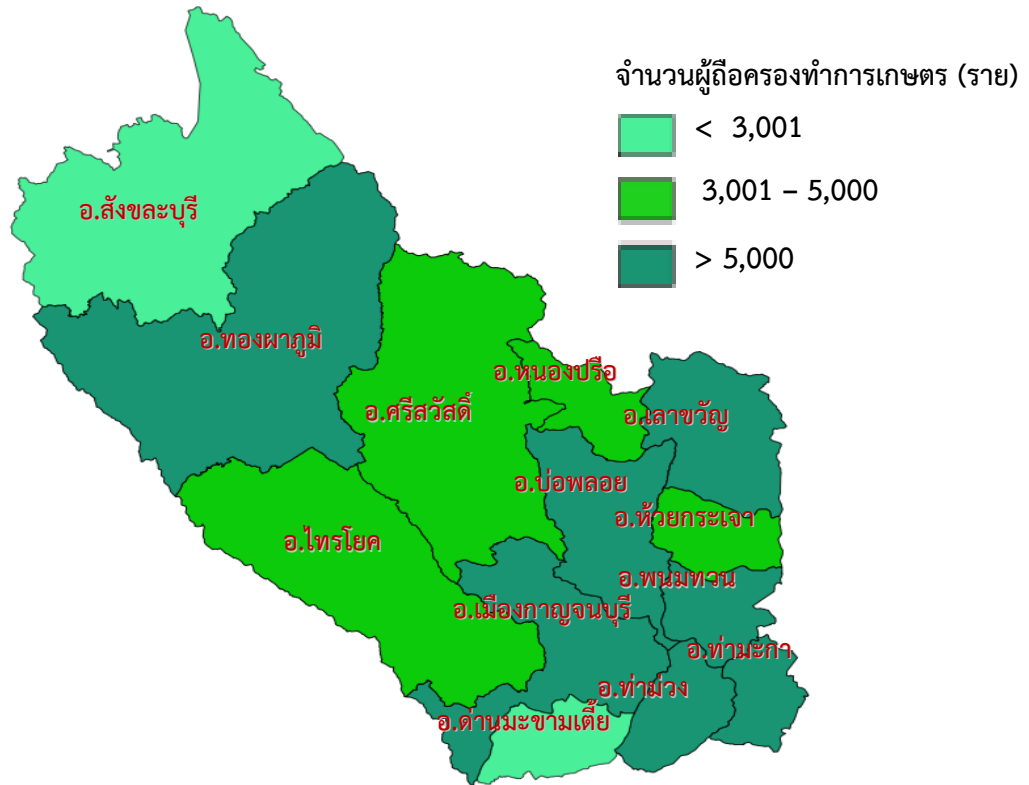 จำนวนผู้ถือครองทำการเกษตร (ราย)
< 3,001
3,001 – 5,000
> 5,000
อ.สังขละบุรี
อ.ทองผาภูมิ
อ.หนองปรือ
อ.ศรีสวัสดิ์
อ.เลาขวัญ
อ.บ่อพลอย
อ.ห้วยกระเจา
อ.ไทรโยค
อ.พนมทวน
อ.เมืองกาญจนบุรี
อ.ท่ามะกา
อ.ท่าม่วง
อ.ด่านมะขามเตี้ย